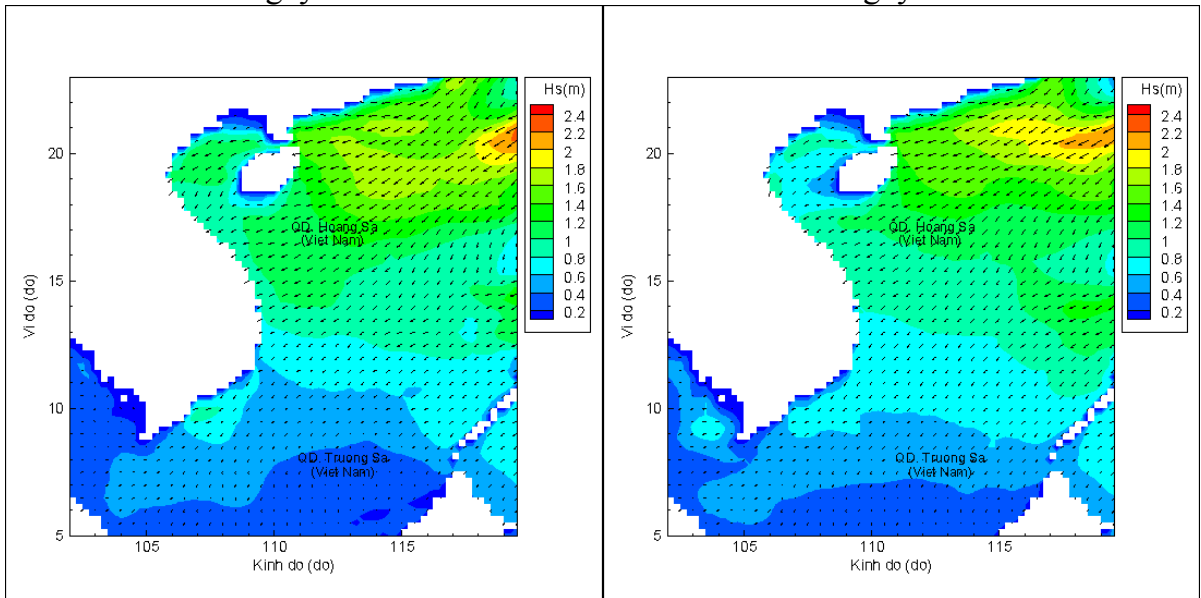 Hs(m)
2.4
2.2
2
1.8
1.6
1.4
1.2
1
0.8
0.6
0.4
0.2
20
15
10
5
Vi do (do)
QD. Hoang Sa
(Viet Nam)
QD. Truong Sa
(Viet Nam)
105 110 115
Kinh do (do)
Hs(m)
2.4
2.2
2
1.8
1.6
1.4
1.2
1
0.8
0.6
0.4
0.2
20
15
10
5
Vi do (do)
QD. Hoang Sa
(Viet Nam)
QD. Truong Sa
(Viet Nam)
105 110 115
Kinh do (do)